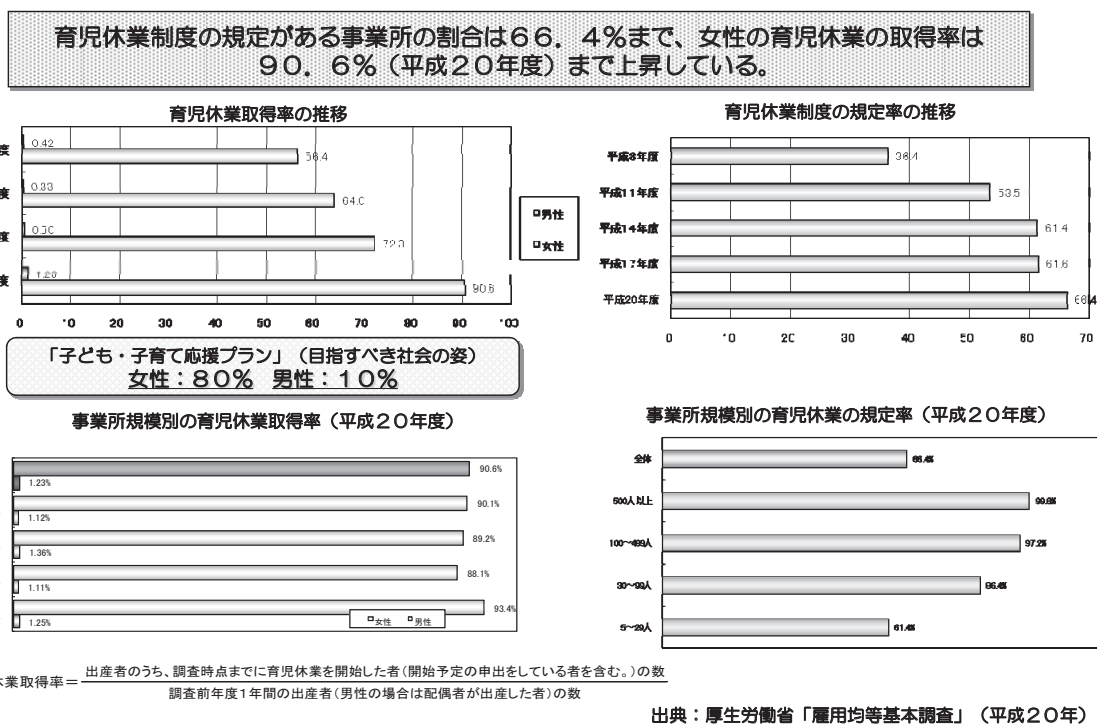 育児休業制度の規定がある事業所の割合は66．4％まで、女性の育児休業の取得率は
90．6％（平成20年度）まで上昇している。
育児休業取得率の推移
度
0.42
56.4
度
0.33
64.0
度
度
90.6
0
20
30
40
50
60
70
80
90
男性
女性
育児休業制度の規定率の推移
平成8年度
36.4
平成11年度
53.5
平成14年度
61.4
平成17年度
61.6
平成20年度
66.4
0
20
30
40
50
60
70
「子ども・子育て応援プラン」（目指すべき社会の姿）
女性：80％　男性：10％
事業所規模別の育児休業取得率（平成20年度）
90.6%
1.23%
90.1%
1.12%
89.2%
1.36%
88.1%
1.11%
93.4%
1.25%
女性　男性
事業所規模別の育児休業の規定率（平成20年度）
全体
66.4%
500人以上
99.8%
100～499人
97.2%
30～99人
86.4%
5～29人
61.4%
休業取得率＝
出産者のうち、調査時点までに育児休業を開始した者（開始予定の申出をしている者を含む。）の数
調査前年度1年間の出産者（男性の場合は配偶者が出産した者）の数
出典：厚生労働省「雇用均等基本調査」（平成20年）